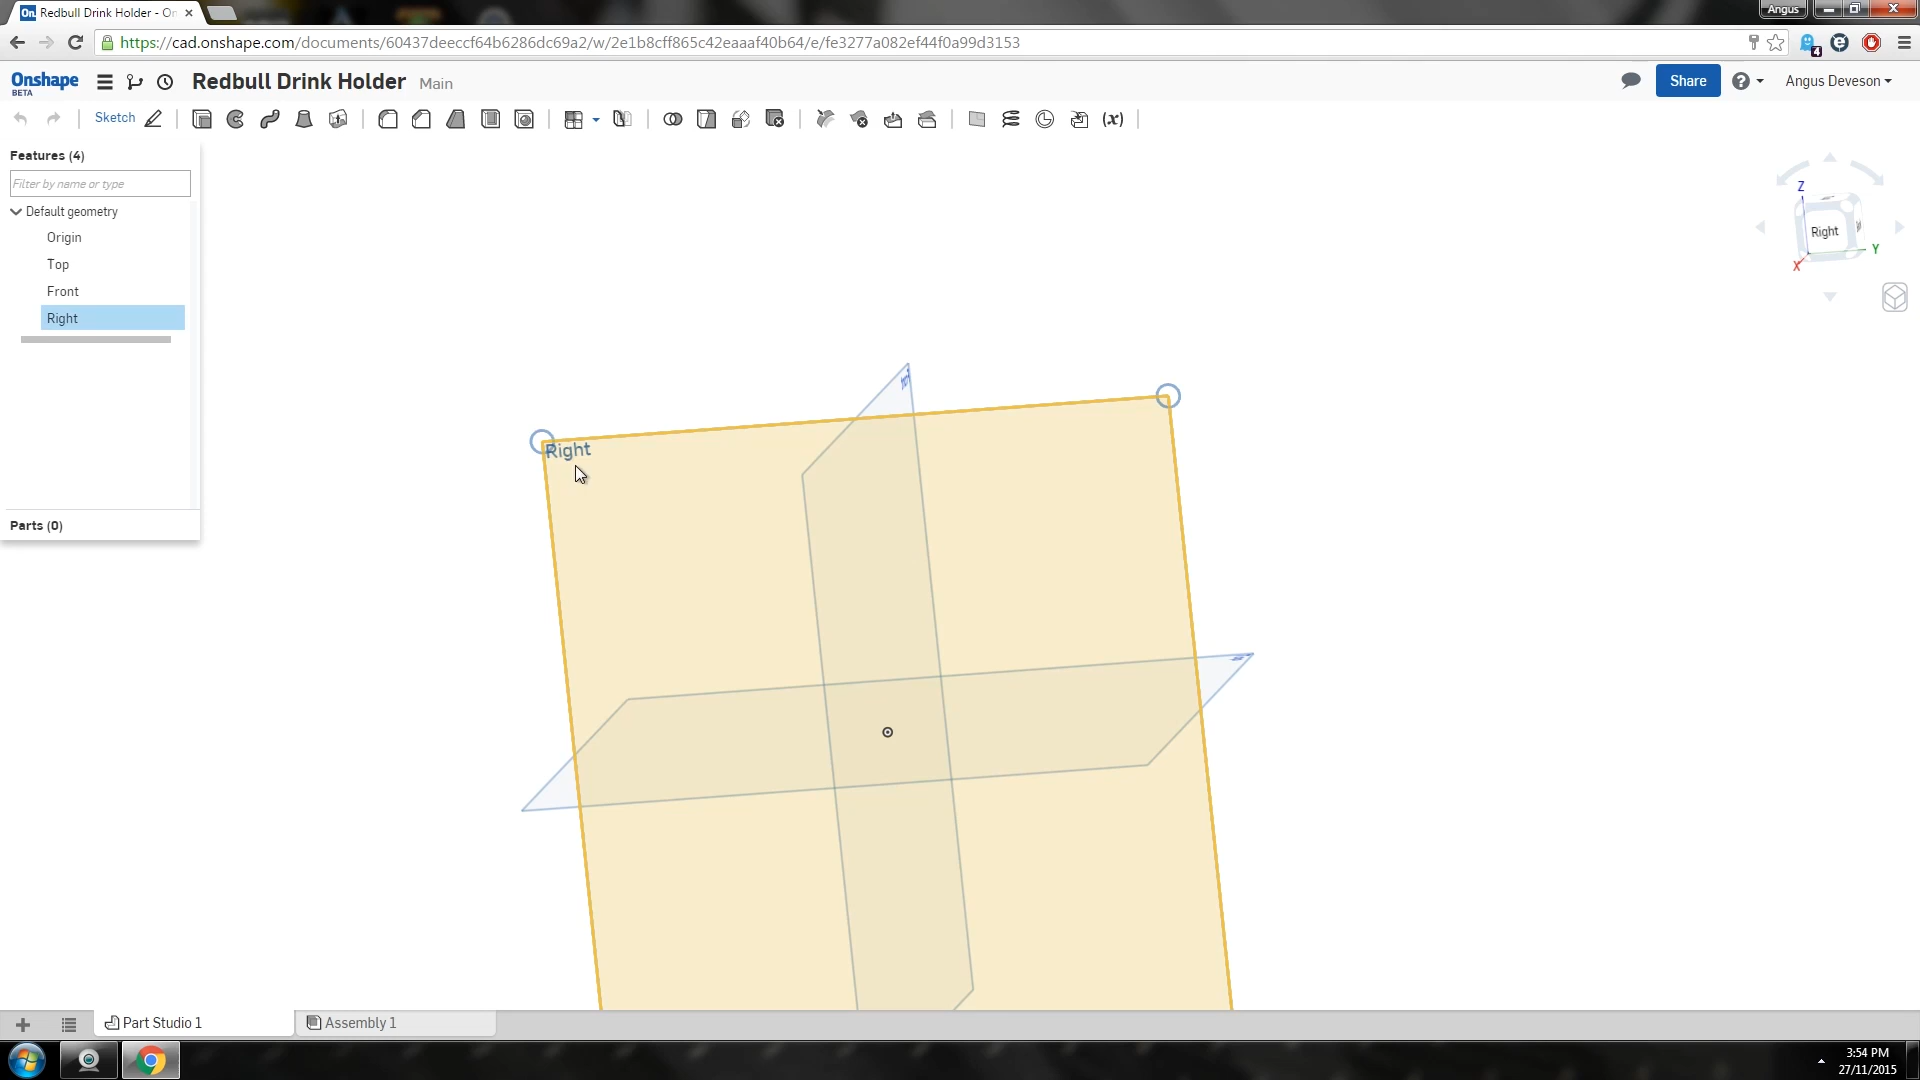 Redbull Drink Holder - On
Angus
https://cad.onshape.com/documents/60437deeccf64b6286dc69a2/w/2e1b8cff865c42eaaaf40b64/e/fe3277a082ef44f0a99d3153
4
Onshape
BETA
Redbull Drink Holder Main
Share
Angus Deveson
Sketch
(x)
Features (4)
Filter by name or type
Default geometry
Origin
Top
Front
Right
Parts (0)
Z
Right
Y
X
Right
Part Studio 1
Assembly 1
3:54 PM
27/11/2015